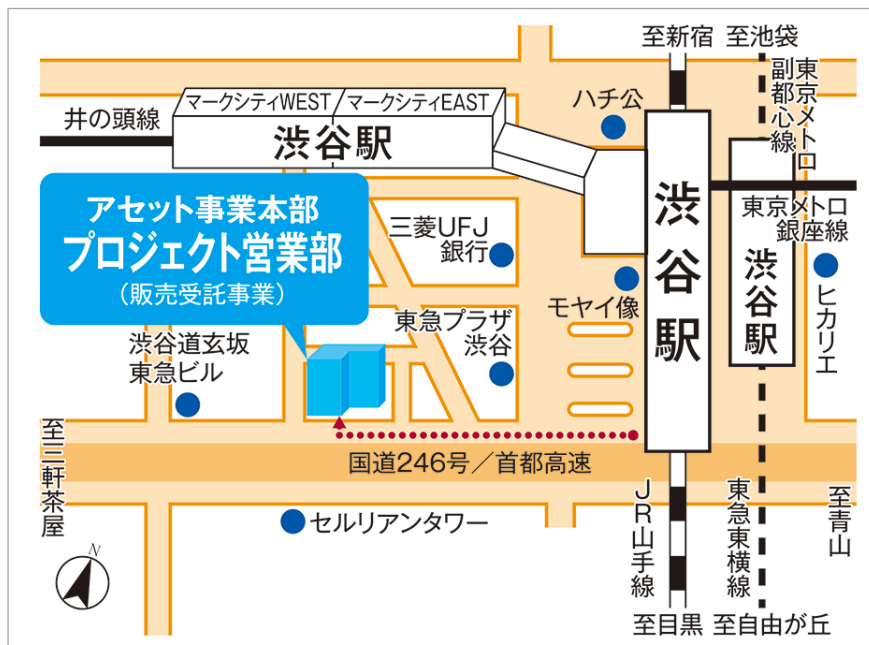 至新宿
至池袋
東京メトロ
副都心線
マークシティWEST
マークシティEAST
ハチ公
井の頭線
渋谷駅
アセット事業本部
プロジェクト営業部
（販売受託事業）
三菱UFJ
銀行
渋谷駅
東京メトロ
銀座線
渋谷駅
モヤイ像
ヒカリエ
東急プラザ
渋谷
渋谷道玄坂
東急ビル
至三軒茶屋
国道246号／首都高速
セルリアンタワー
JR山手線
東急東横線
至青山
N
至目黒
至自由が丘